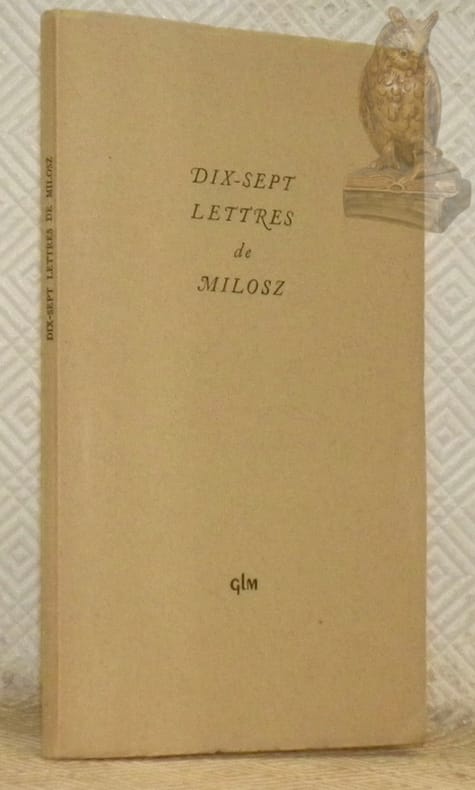 DIX-SEPT
LETTRES
de
MILOSZ
GLM
DIX-SEPT LETTRES DE MILOSZ